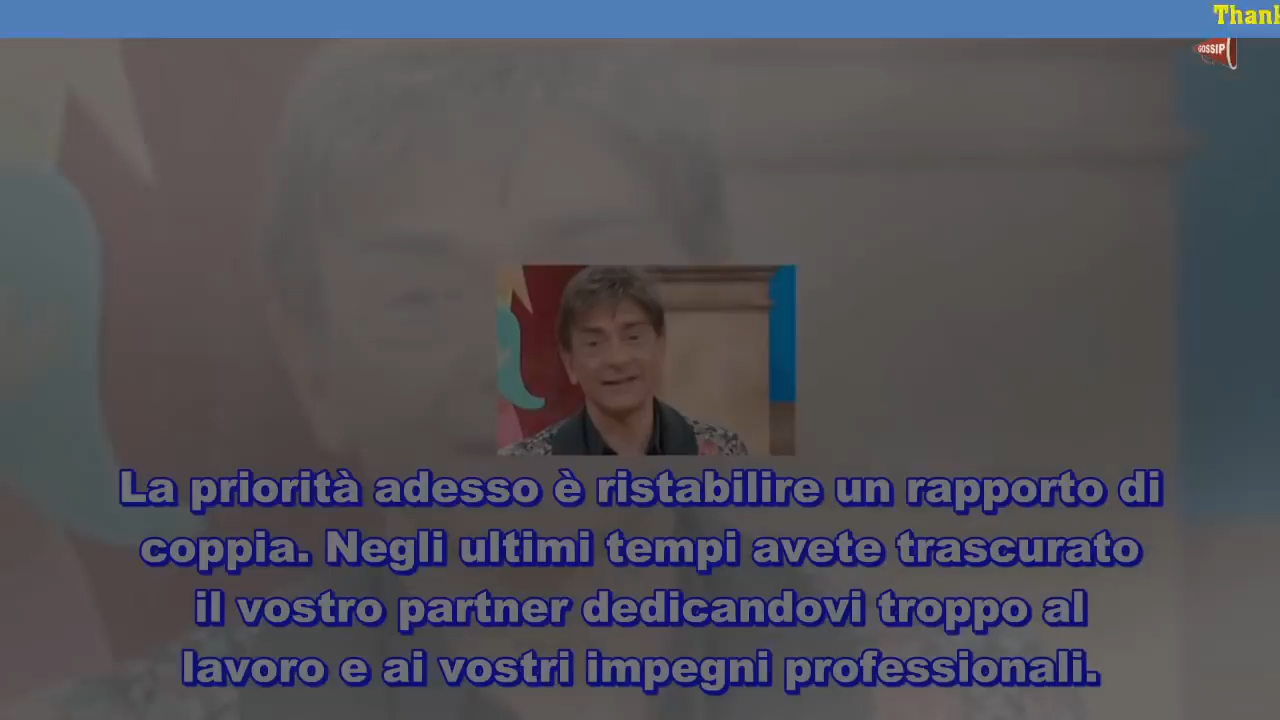 Thank
GOSSIP
La priorità adesso è ristabilire un rapporto di
coppia. Negli ultimi tempi avete trascurato
il vostro partner dedicandovi troppo al
lavoro e ai vostri impegni professionali.